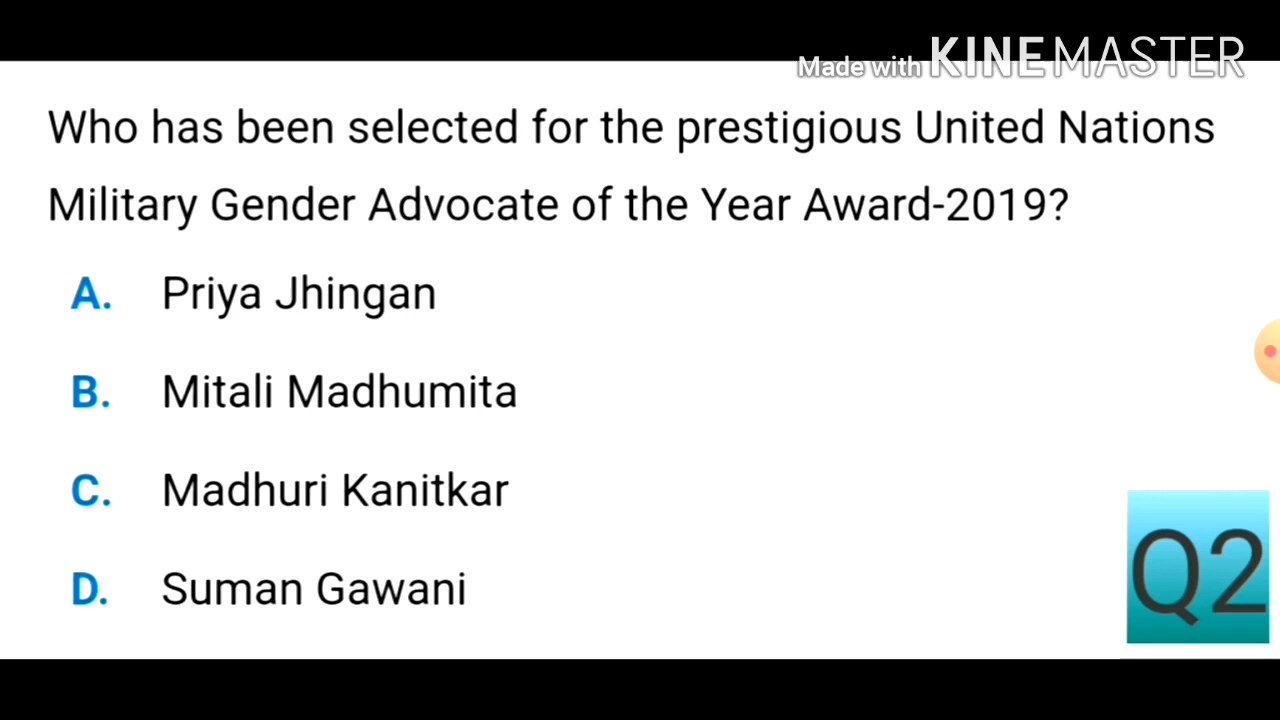 Made with KINEMASTER
Who has been selected for the prestigious United Nations
Military Gender Advocate of the Year Award-2019?
A. Priya Jhingan
B. Mitali Madhumita
C. Madhuri Kanitkar
D. Suman Gawani
Q2